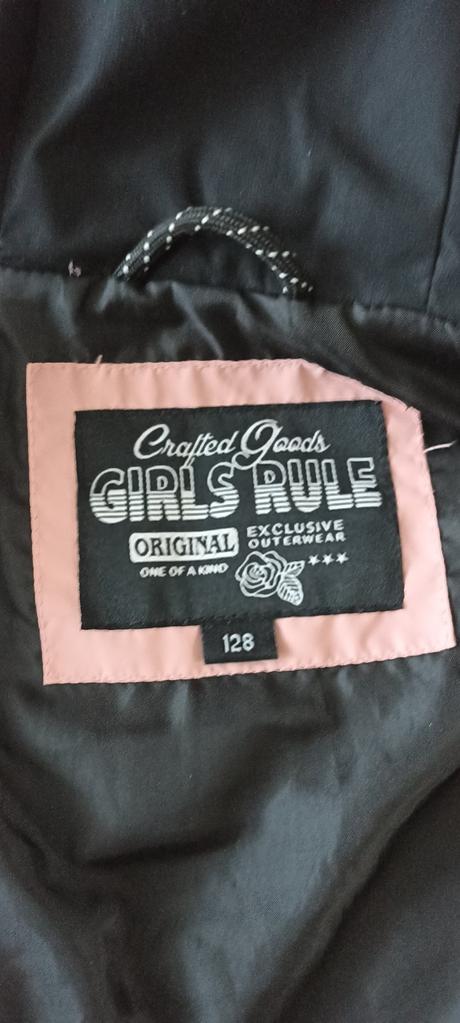 Crafted Goods
GIRLS RULE
ORIGINAL
ONE OF A KIND
EXCLUSIVE
OUTERWEAR
128